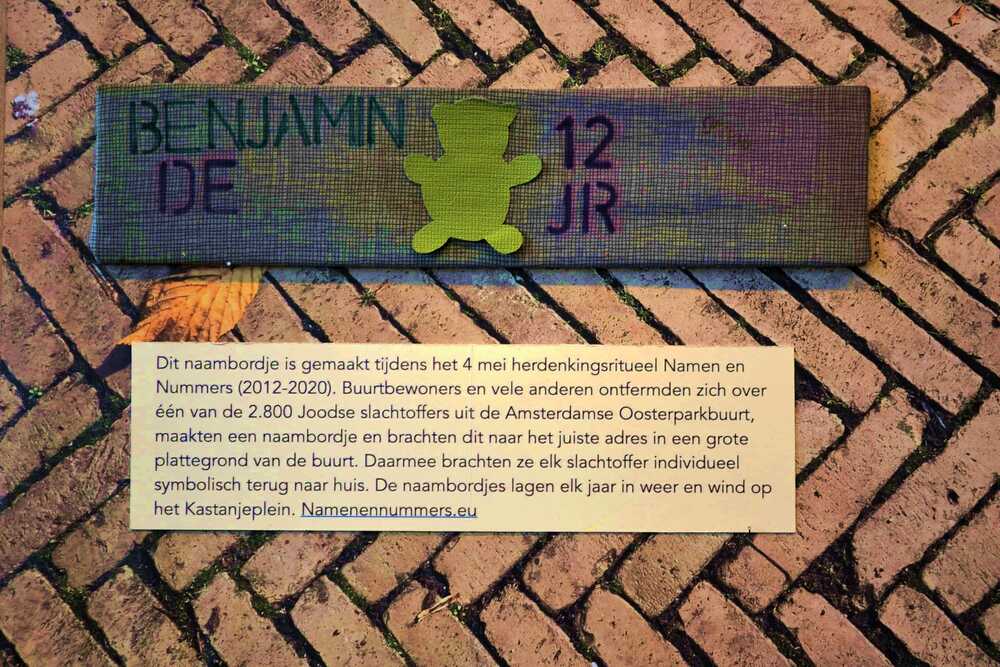 BENJAMIN 12
DE JR
Dit naambordje is gemaakt tijdens het 4 mei herdenkingsritueel Namen en
Nummers (2012-2020). Buurtbewoners en vele anderen ontfermden zich over
één van de 2.800 Joodse slachtoffers uit de Amsterdamse Oosterparkbuurt,
maakten een naambordje en brachten dit naar het juiste adres in een grote
plattegrond van de buurt. Daarmee brachten ze elk slachtoffer individueel
symbolisch terug naar huis. De naambordjes lagen elk jaar in weer en wind op
het Kastanjeplein. Namenennummers.eu